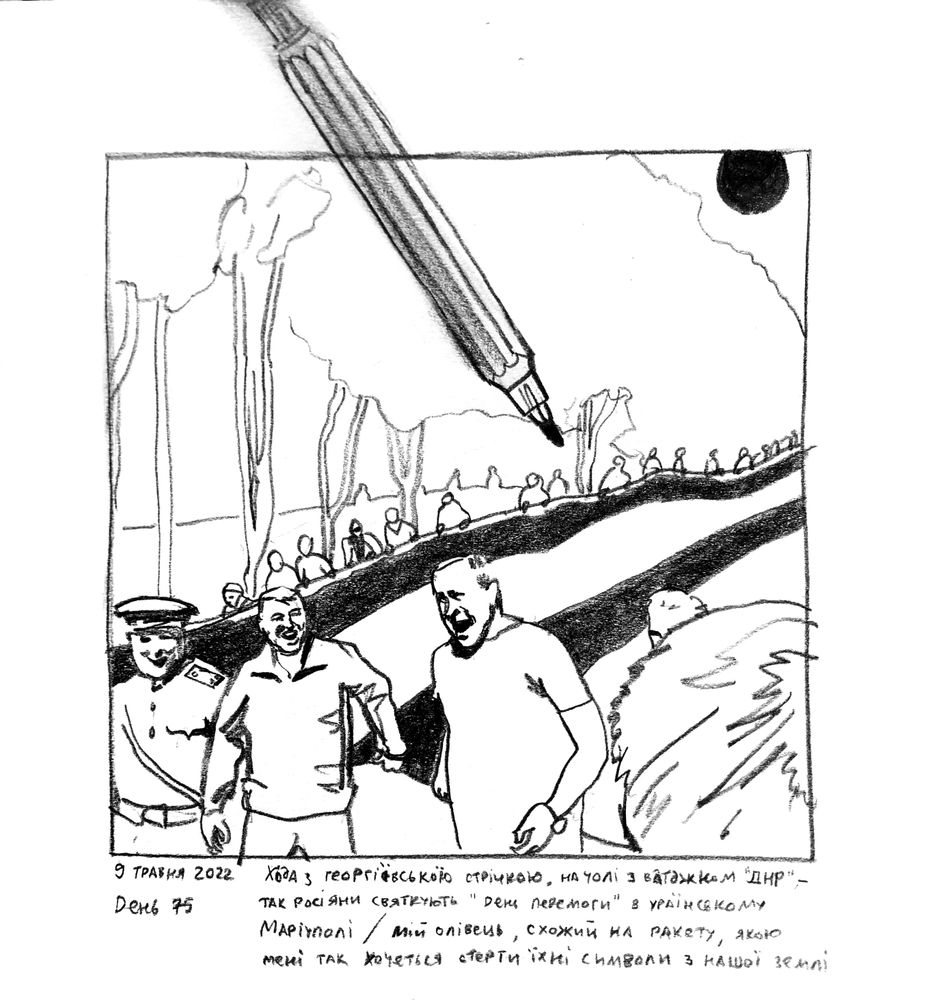 9 травня 2022
День 75
Хода з георгіївською стрічкою, на чолі з ватажком "ДНР", –
так росіяни святкують "День перемоги" в українському
Маріуполі / мій олівець, схожий на ракету, якою
мені так хочеться стерти їхні символи з нашої землі